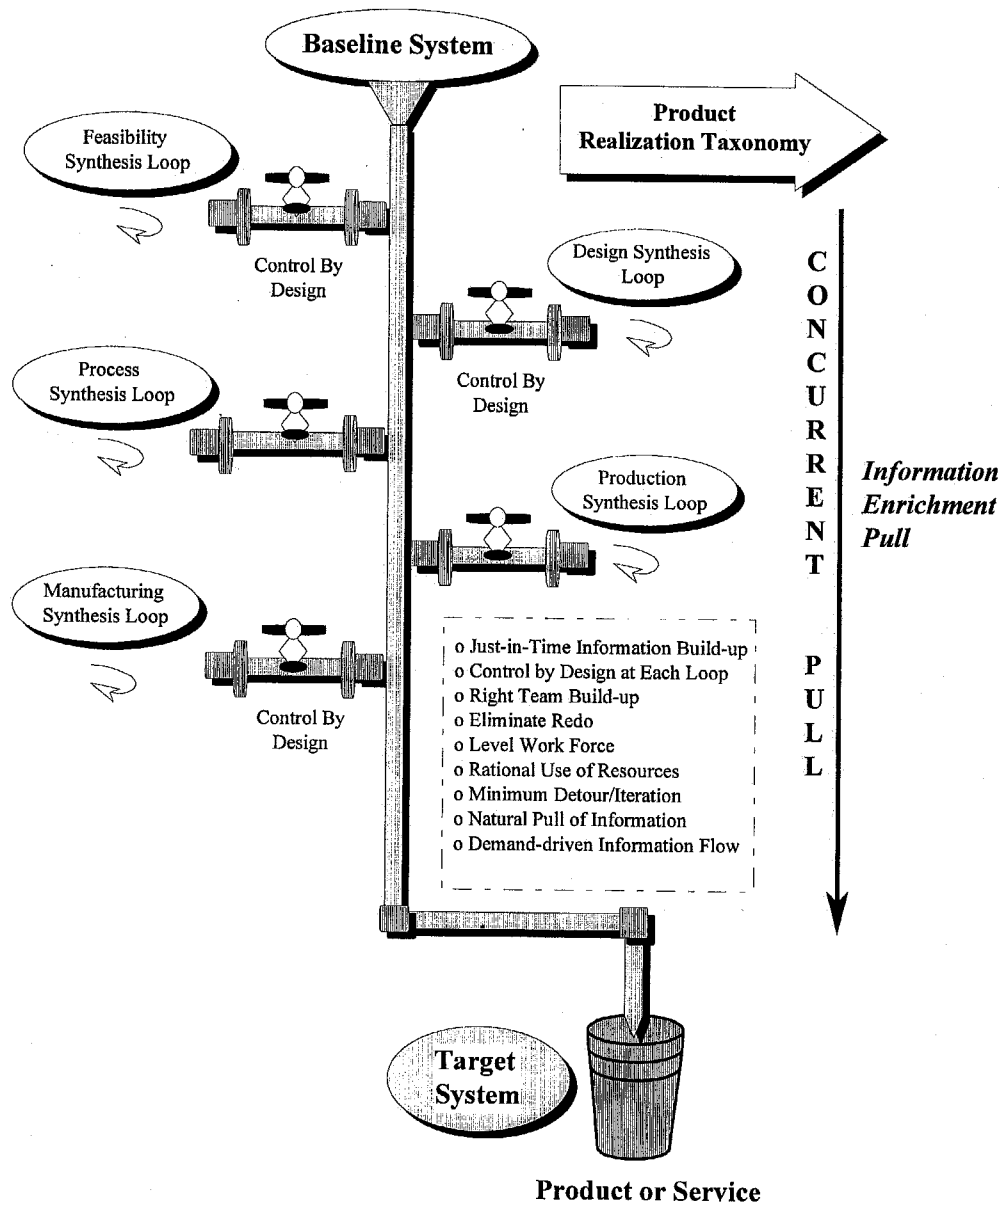 Baseline System
Product
Realization Taxonomy
Feasibility
Synthesis Loop
Control By
Design
Design Synthesis
Loop
Control By
Design
Process
Synthesis Loop
Production
Synthesis Loop
Manufacturing
Synthesis Loop
Control By
Design
CONCURRENT PULL
Information
Enrichment
Pull
o Just-in-Time Information Build-up
o Control by Design at Each Loop
o Right Team Build-up
o Eliminate Redo
o Level Work Force
o Rational Use of Resources
o Minimum Detour/Iteration
o Natural Pull of Information
o Demand-driven Information Flow
Target
System
Product or Service